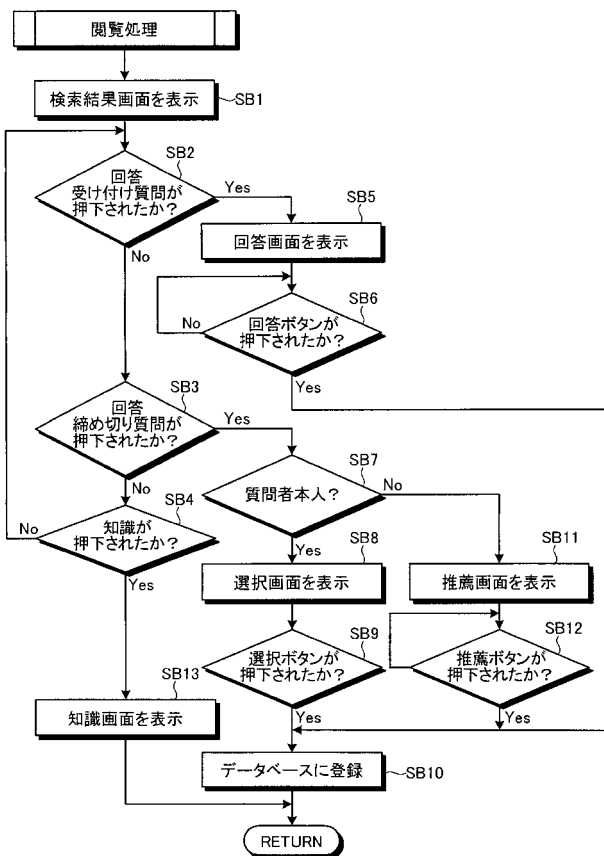 閲覧処理
検索結果画面を表示
SB1
回答
受け付け質問が
押下されたか?
SB2
Yes
No
SB5
回答画面を表示
回答ボタンが
押下されたか?
SB6
No
Yes
回答
締め切り質問が
押下されたか?
SB3
Yes
No
質問者本人?
SB7
No
Yes
知識が
押下されたか?
SB4
No
Yes
SB8
選択画面を表示
SB11
推薦画面を表示
選択ボタンが
押下されたか?
SB9
Yes
推薦ボタンが
押下されたか?
SB12
Yes
SB13
知識画面を表示
データベースに登録
SB10
RETURN